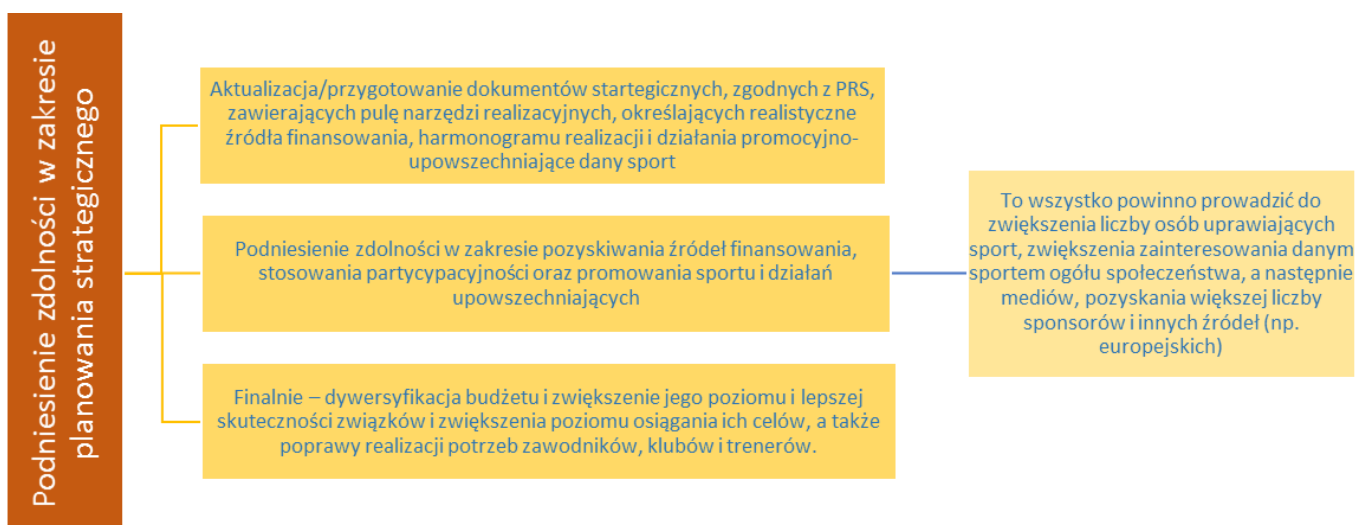 Podniesienie zdolności w zakresie
planowania strategicznego
Aktualizacja/przygotowanie dokumentów startegicznych, zgodnych z PRS,
zawierających pulę narzędzi realizacyjnych, określających realistyczne
źródła finansowania, harmonogramu realizacji i działania promocyjno-
upowszechniające dany sport
Podniesienie zdolności w zakresie pozyskiwania źródeł finansowania,
stosowania partycypacyjności oraz promowania sportu i działań
upowszechniających
To wszystko powinno prowadzić do
zwiększenia liczby osób uprawiających
sport, zwiększenia zainteresowania danym
sportem ogółu społeczeństwa, a następnie
mediów, pozyskania większej liczby
sponsorów i innych źródeł (np.
europejskich)
Finalnie – dywersyfikacja budżetu i zwiększenie jego poziomu i lepszej
skuteczności związków i zwiększenia poziomu osiągania ich celów, a także
poprawy realizacji potrzeb zawodników, klubów i trenerów.